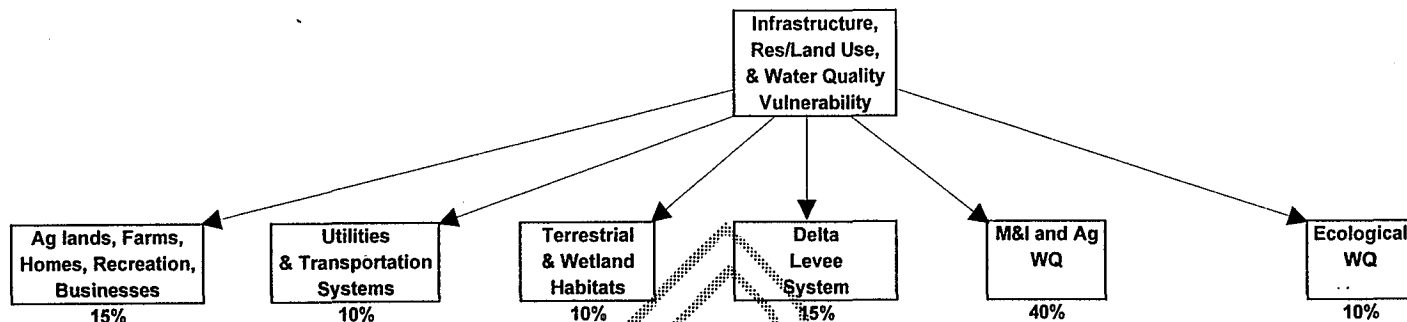 Infrastructure,
Res/Land Use,
& Water Quality
Vulnerability
Ag lands, Farms,
Homes, Recreation,
Businesses
15%
Utilities
& Transportation
Systems
10%
Terrestrial
& Wetland
Habitats
10%
Delta
Levee
System
15%
M&I and Ag
WQ
40%
Ecological
WQ
10%